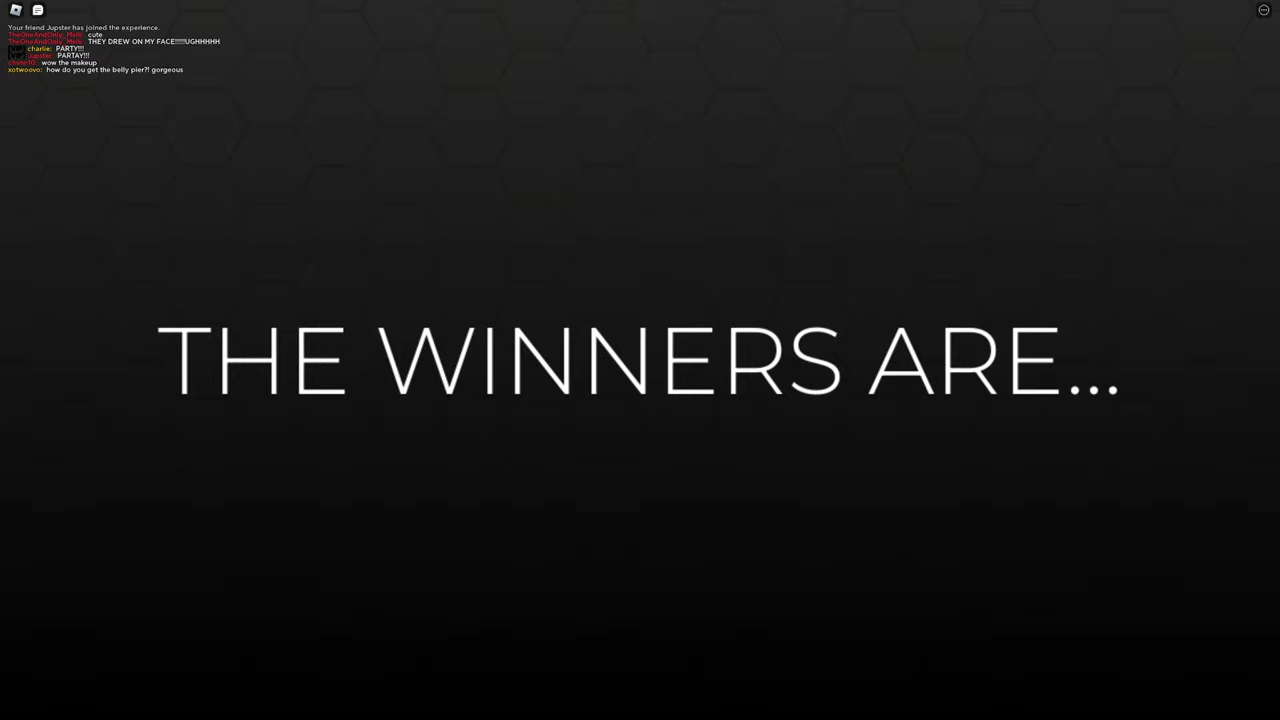 Your friend Jupster has joined the experience.
TheOneAndOnly_Meili: cute
TheOneAndOnly_Meili: THEY DREW ON MY FACE!!!!!UGHHHHH
charlie: PARTY!!!
Jupster: PARTAY!!!
wow the makeup
xotwoovo: how do you get the belly pier?! gorgeous
THE WINNERS ARE...